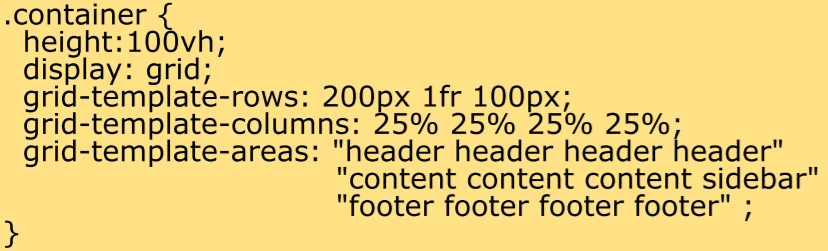 .container {
height:100vh;
display: grid;
grid-template-rows: 200px 1fr 100px;
grid-template-columns: 25% 25% 25% 25%;
grid-template-areas: "header header header header"
"content content content sidebar"
"footer footer footer footer" ;
}